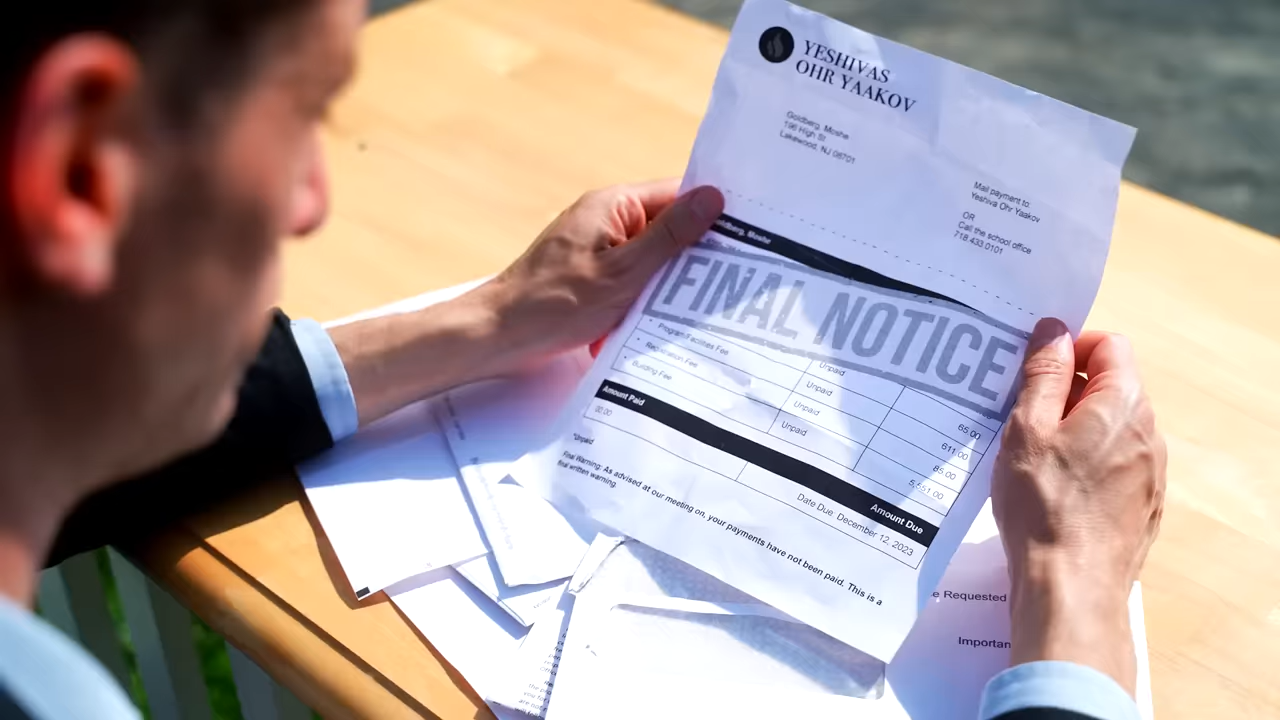 YESHIVAS
OHR YAAKOV
Goldberg, Moshe
196 High St
Lakewood, NJ 08701
Mail payment to:
Yeshiva Ohr Yaakov
OR
Call the school office
718.433.0101
Goldberg, Moshe
FINAL NOTICE
Unpaid 65.00
Program/Facilities Fee Unpaid 611.00
Registration Fee Unpaid 85.00
Building Fee Unpaid 5,551.00
Amount Paid Amount Due
00.00 Date Due, December 12, 2023
*Unpaid
Final Warning: As advised at our meeting on, your payments have not been paid. This is a
final written warning.
e Requested
Importan